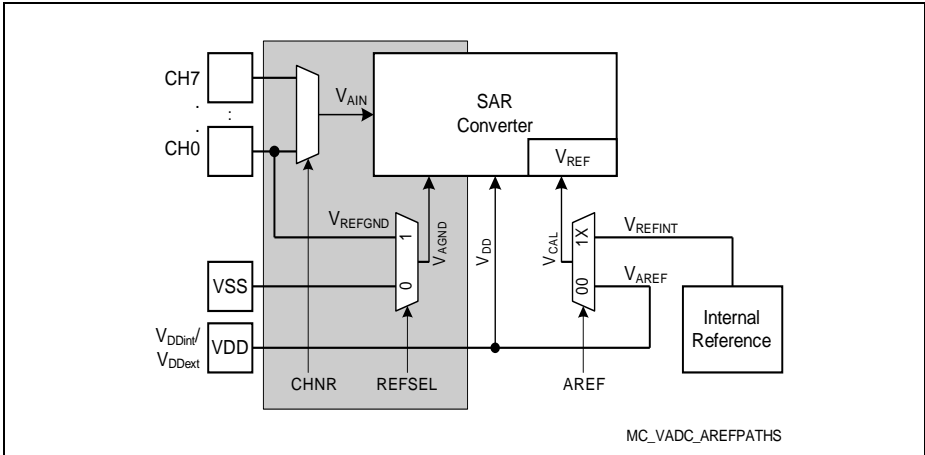 CH7
.
:
.
CH0
VAIN
SAR
Converter
VREF
VREFGND
1
0
VAGND
VDD
VCAL
1X
00
VREFINT
VAREF
VSS
VDDint/
VDDext
VDD
Internal
Reference
CHNR
REFSEL
AREF
MC_VADC_AREFPATHS